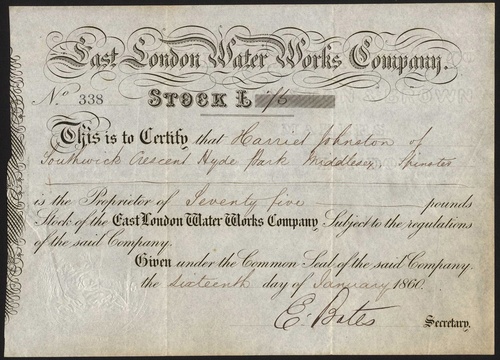 East London Water Works Company.
No. 338 STOCK £ 75
This is to Certify that Harriet Johnston of
Southwick Crescent Hyde Park Middlesex, Spinster
is the Proprietor of Seventy five pounds
Stock of the East London Water Works Company, Subject to the regulations
of the said Company.
Given under the Common Seal of the said Company,
the sixteenth day of January 1860.
E. Bates Secretary.